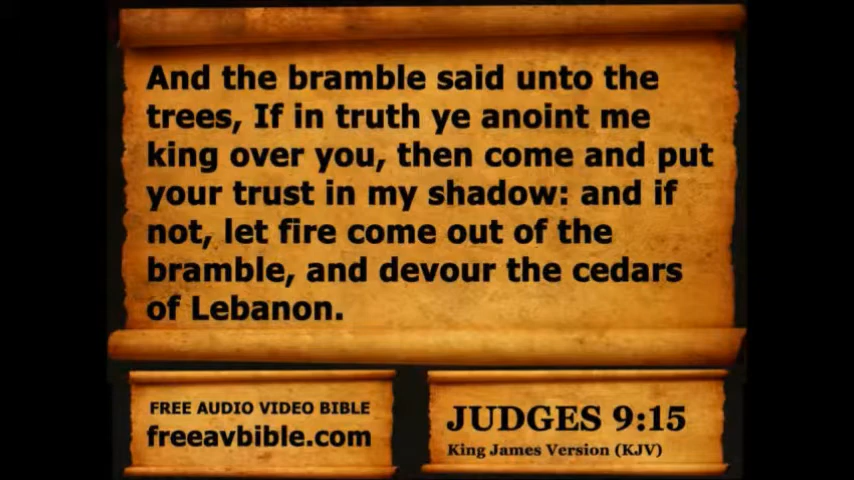 And the bramble said unto the
trees, If in truth ye anoint me
king over you, then come and put
your trust in my shadow: and if
not, let fire come out of the
bramble, and devour the cedars
of Lebanon.
FREE AUDIO VIDEO BIBLE
freeavbible.com
JUDGES 9:15
King James Version (KJV)